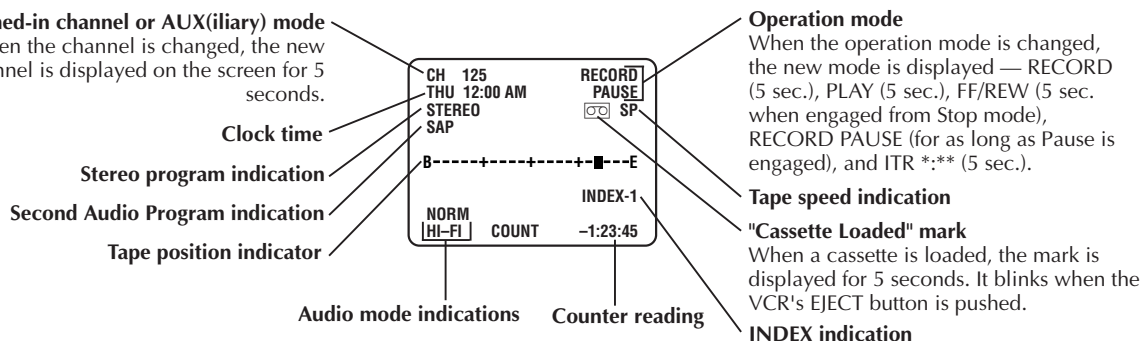 ned-in channel or AUX(iliary) mode
en the channel is changed, the new
nnel is displayed on the screen for 5
seconds.
Clock time
Stereo program indication
Second Audio Program indication
Tape position indicator
CH 125 RECORD
THU 12:00 AM PAUSE
STEREO SP
SAP
B-----+----+----+-■---E
INDEX-1
NORM
HI–FI COUNT –1:23:45
Audio mode indications
Counter reading
Operation mode
When the operation mode is changed,
the new mode is displayed — RECORD
(5 sec.), PLAY (5 sec.), FF/REW (5 sec.
when engaged from Stop mode),
RECORD PAUSE (for as long as Pause is
engaged), and ITR *:** (5 sec.).
Tape speed indication
"Cassette Loaded" mark
When a cassette is loaded, the mark is
displayed for 5 seconds. It blinks when the
VCR's EJECT button is pushed.
INDEX indication